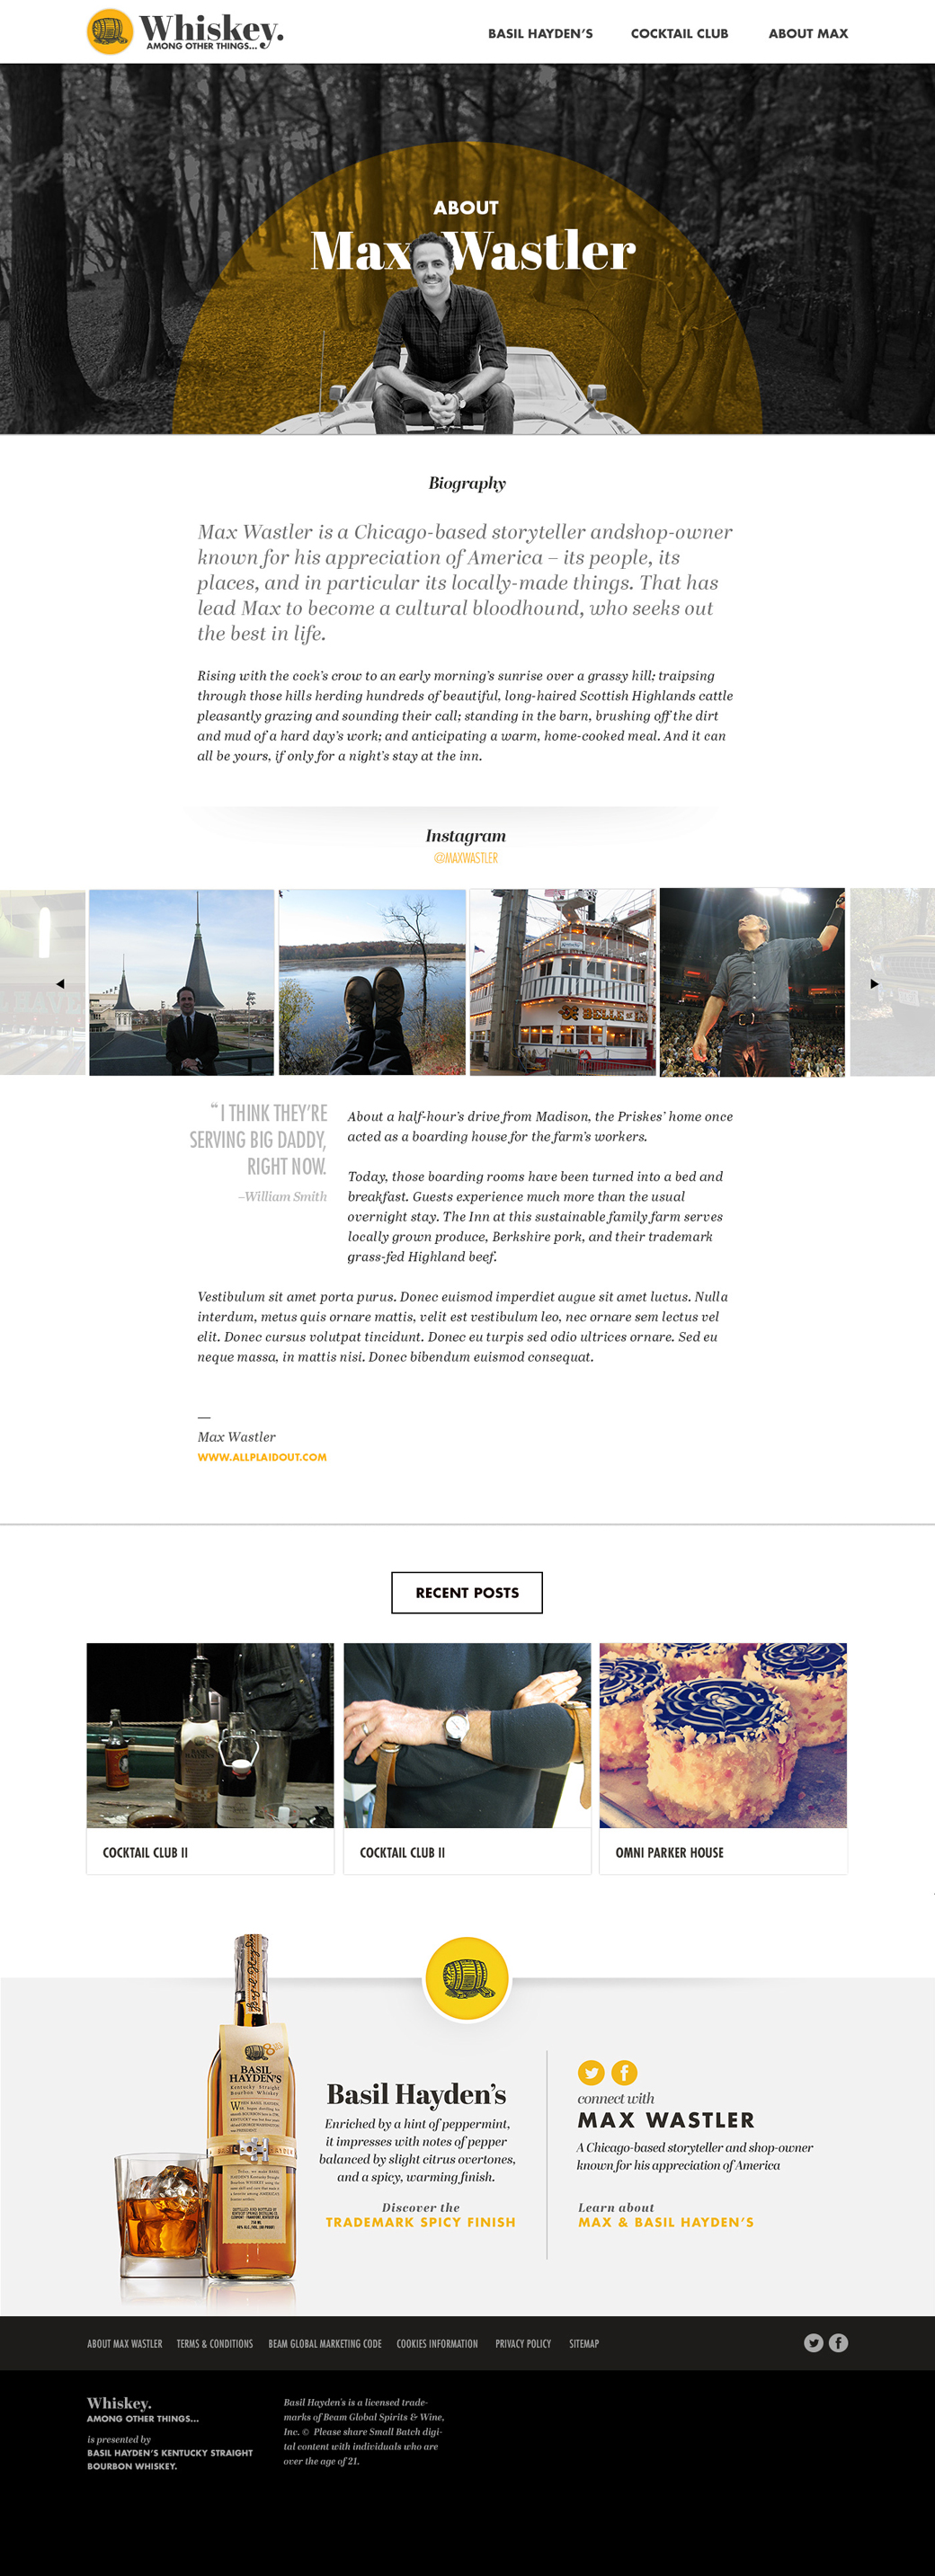 Whiskey.
AMONG OTHER THINGS...
BASIL HAYDEN'S
COCKTAIL CLUB
ABOUT MAX
ABOUT
Max Wastler
Biography
Max Wastler is a Chicago-based storyteller andshop-owner
known for his appreciation of America – its people, its
places, and in particular its locally-made things. That has
lead Max to become a cultural bloodhound, who seeks out
the best in life.
Rising with the cock's crow to an early morning's sunrise over a grassy hill; traipsing
through those hills herding hundreds of beautiful, long-haired Scottish Highlands cattle
pleasantly grazing and sounding their call; standing in the barn, brushing off the dirt
and mud of a hard day's work; and anticipating a warm, home-cooked meal. And it can
all be yours, if only for a night's stay at the inn.
Instagram
@MAXWASTLER
“ I THINK THEY'RE
SERVING BIG DADDY,
RIGHT NOW.
–William Smith
About a half-hour's drive from Madison, the Priskes' home once
acted as a boarding house for the farm's workers.
Today, those boarding rooms have been turned into a bed and
breakfast. Guests experience much more than the usual
overnight stay. The Inn at this sustainable family farm serves
locally grown produce, Berkshire pork, and their trademark
grass-fed Highland beef.
Vestibulum sit amet porta purus. Donec euismod imperdiet augue sit amet luctus. Nulla
interdum, metus quis ornare mattis, velit est vestibulum leo, nec ornare sem lectus vel
elit. Donec cursus volutpat tincidunt. Donec eu turpis sed odio ultrices ornare. Sed eu
neque massa, in mattis nisi. Donec bibendum euismod consequat.
—
Max Wastler
WWW.ALLPLAIDOUT.COM
RECENT POSTS
COCKTAIL CLUB II
COCKTAIL CLUB II
OMNI PARKER HOUSE
BASIL
HAYDEN'S
Kentucky Straight
Bourbon Whiskey
Basil Hayden's
Enriched by a hint of peppermint,
it impresses with notes of pepper
balanced by slight citrus overtones,
and a spicy, warming finish.
Discover the
TRADEMARK SPICY FINISH
connect with
MAX WASTLER
A Chicago-based storyteller and shop-owner
known for his appreciation of America
Learn about
MAX & BASIL HAYDEN'S
ABOUT MAX WASTLER
TERMS & CONDITIONS
BEAM GLOBAL MARKETING CODE
COOKIES INFORMATION
PRIVACY POLICY
SITEMAP
Whiskey.
AMONG OTHER THINGS...
is presented by
BASIL HAYDEN'S KENTUCKY STRAIGHT
BOURBON WHISKEY.
Basil Hayden's is a licensed trade-
marks of Beam Global Spirits & Wine,
Inc. © Please share Small Batch digi-
tal content with individuals who are
over the age of 21.